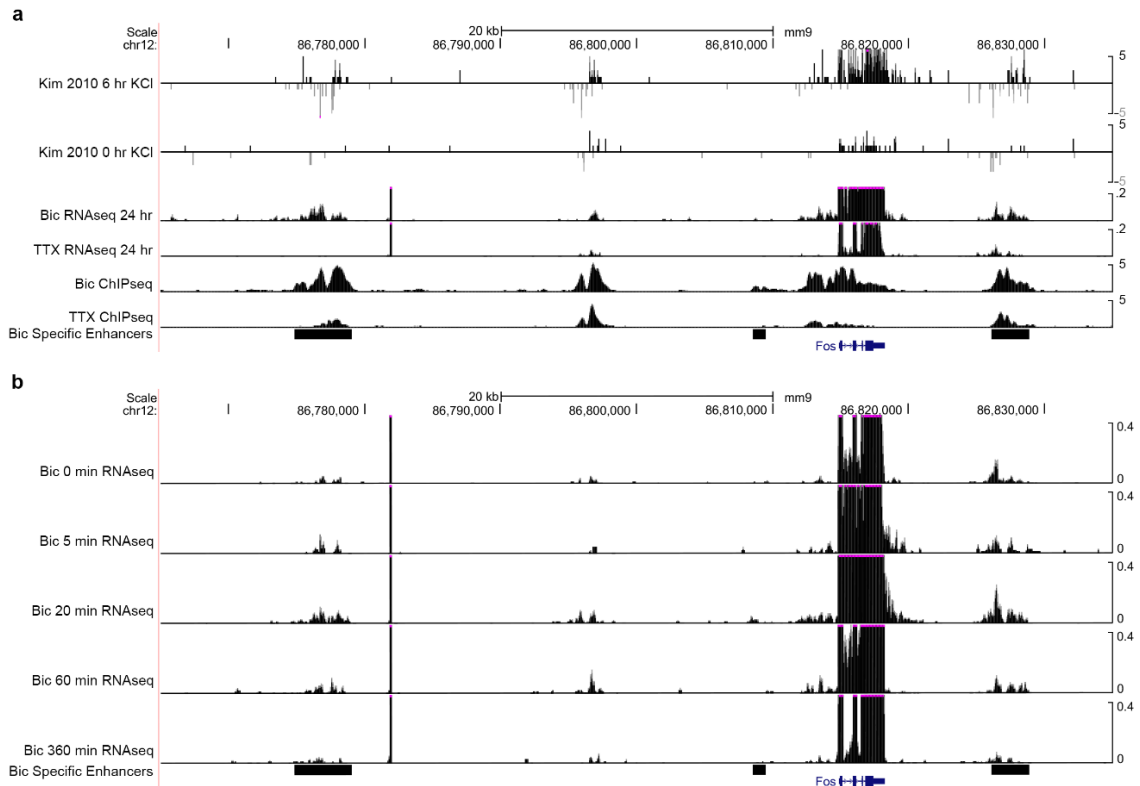 a
Scale 20 kb mm9
chr12: 86,780,000 86,790,000 86,800,000 86,810,000 86,820,000 86,830,000
5
Kim 2010 6 hr KCl
-5
5
Kim 2010 0 hr KCl
-5
.2
Bic RNAseq 24 hr
.2
TTX RNAseq 24 hr
5
Bic ChIPseq
5
TTX ChIPseq
Bic Specific Enhancers
Fos
b
Scale 20 kb mm9
chr12: 86,780,000 86,790,000 86,800,000 86,810,000 86,820,000 86,830,000
0.4
Bic 0 min RNAseq
0.4
Bic 5 min RNAseq
0
0.4
Bic 20 min RNAseq
0
0.4
Bic 60 min RNAseq
0
0.4
Bic 360 min RNAseq
0
Bic Specific Enhancers
Fos